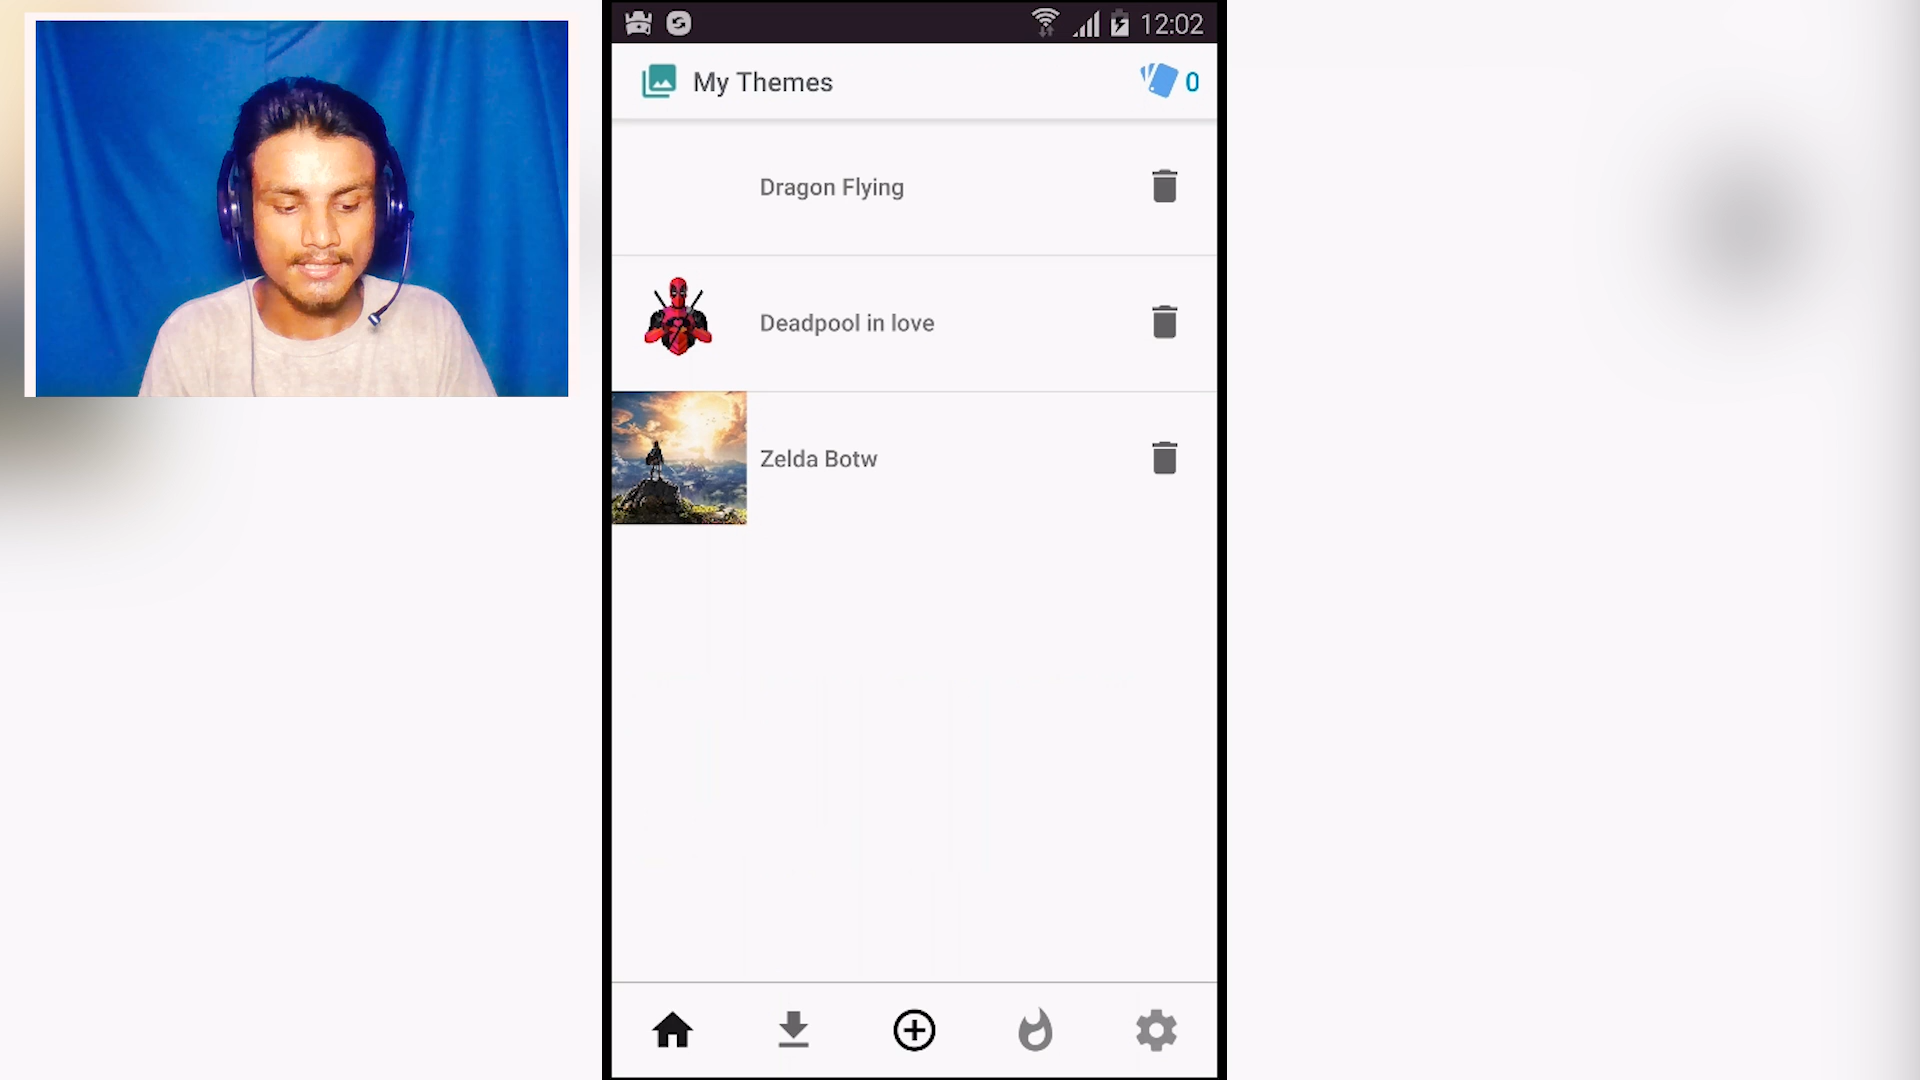 12:02
My Themes 0
Dragon Flying
Deadpool in love
Zelda Botw